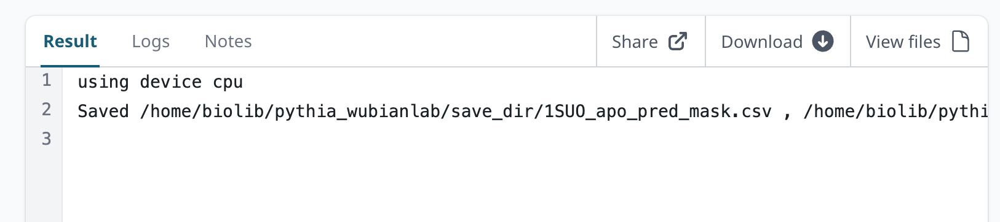 Result Logs Notes Share Download View files
1 using device cpu
2 Saved /home/biolib/pythia_wubianlab/save_dir/1SUO_apo_pred_mask.csv , /home/biolib/pythi
3